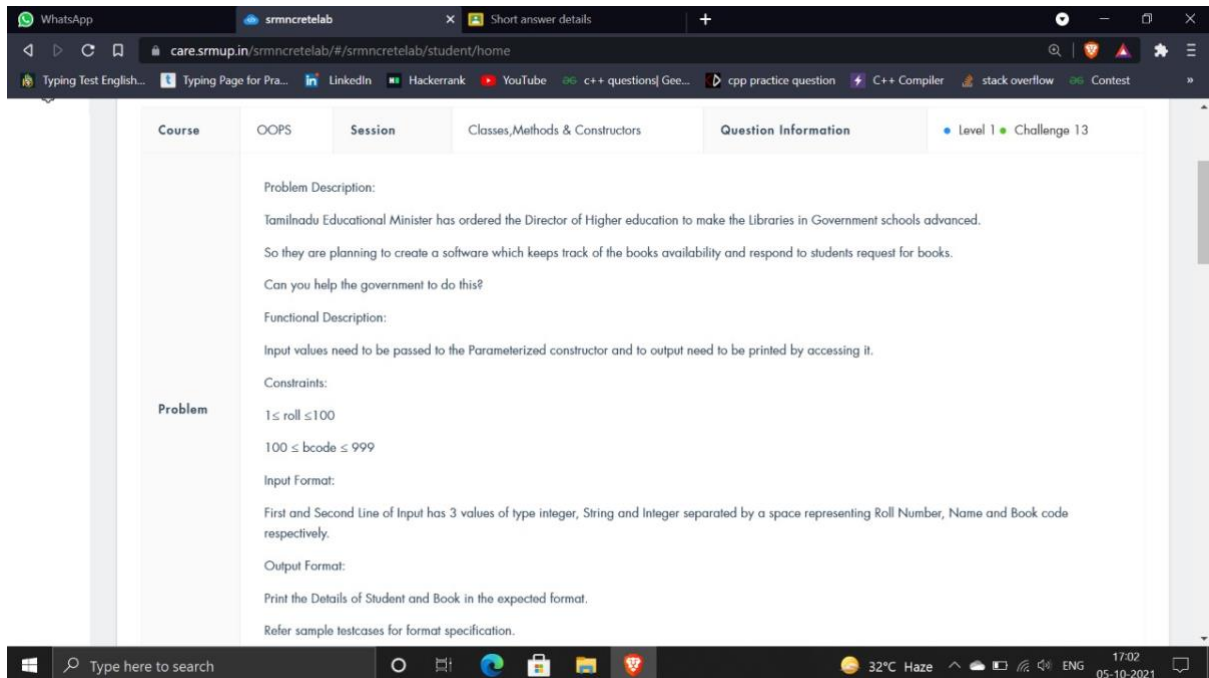 WhatsApp
srmncretelab
Short answer details
care.srmup.in/srmncretelab/#/srmncretelab/student/home
Typing Test English...
Typing Page for Pra...
LinkedIn
Hackerrank
YouTube
c++ questions| Gee...
cpp practice question
C++ Compiler
stack overflow
Contest
Course
OOPS
Session
Classes,Methods & Constructors
Question Information
Level 1
Challenge 13
Problem
Problem Description:
Tamilnadu Educational Minister has ordered the Director of Higher education to make the Libraries in Government schools advanced.
So they are planning to create a software which keeps track of the books availability and respond to students request for books.
Can you help the government to do this?
Functional Description:
Input values need to be passed to the Parameterized constructor and to output need to be printed by accessing it.
Constraints:
1≤ roll ≤100
100 ≤ bcode ≤ 999
Input Format:
First and Second Line of Input has 3 values of type integer, String and Integer separated by a space representing Roll Number, Name and Book code
respectively.
Output Format:
Print the Details of Student and Book in the expected format.
Refer sample testcases for format specification.
Type here to search
32°C Haze
ENG
17:02
05-10-2021